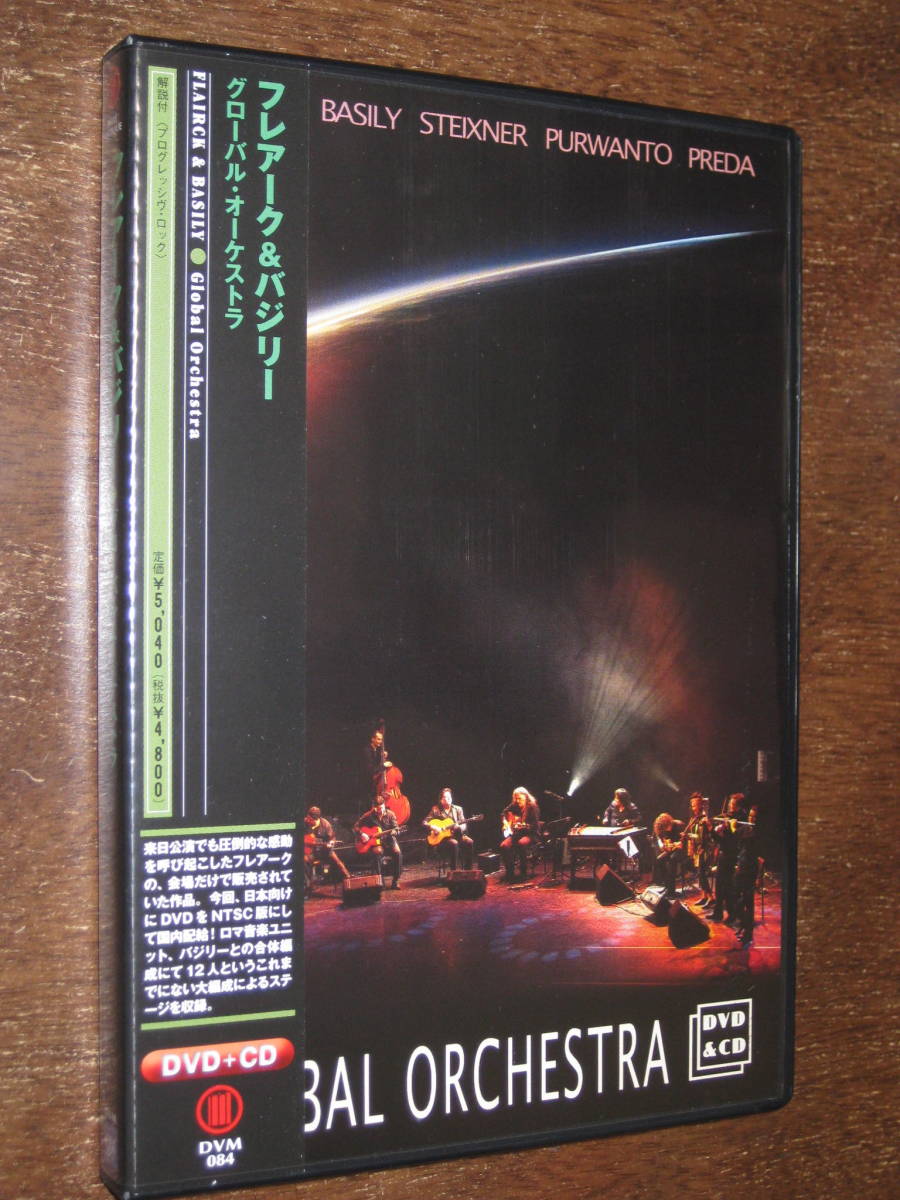 BASILY STEIXNER PURWANTO PREDA
フレアーク&バジリー
グローバル・オーケストラ
FLAIRCK & BASILY ● Global Orchestra
解説付 〈プログレッシヴ・ロック〉
定価¥5,040(税抜¥4,800)
来日公演でも圧倒的な感動
を呼び起こしたフレアーク
の、会場だけで販売されて
いた作品。今回、日本向け
にDVDをNTSC版にし
て国内配給!ロマ音楽ユニ
ット、バジリーとの合体編
成にて12人というこれま
でにない大編成によるステ
ージを収録。
DVD+CD
DVM
084
BAL ORCHESTRA
DVD
&CD